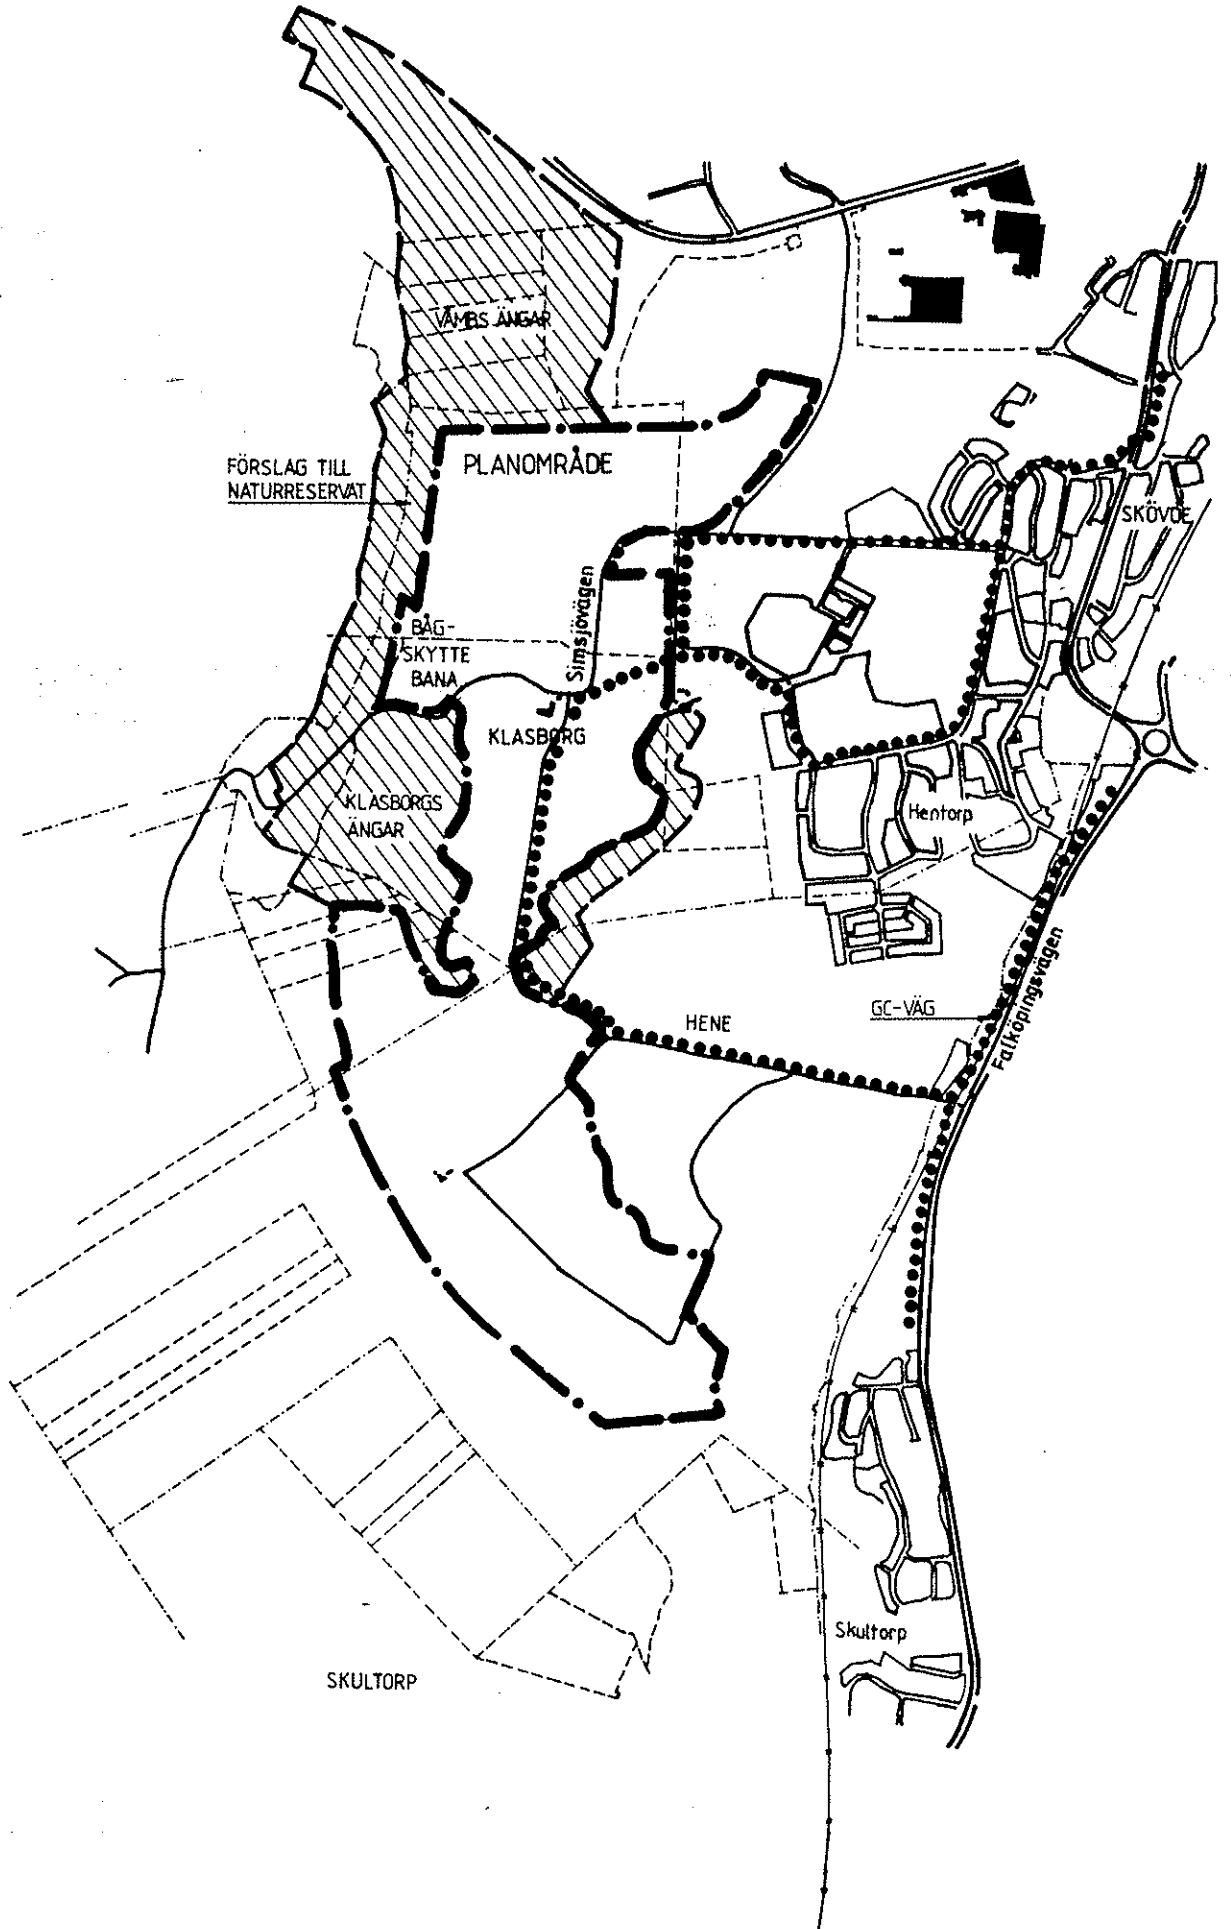 VÅMBS ÄNGAR
FÖRSLAG TILL
NATURRESERVAT
PLANOMRÅDE
SKÖVDE
BÅG-
SKYTTE
BANA
Simsjövägen
KLASBORG
KLASBORGS
ÄNGAR
Hentorp
GC-VÄG
HENE
Falköpingsvägen
Skultorp
SKULTORP